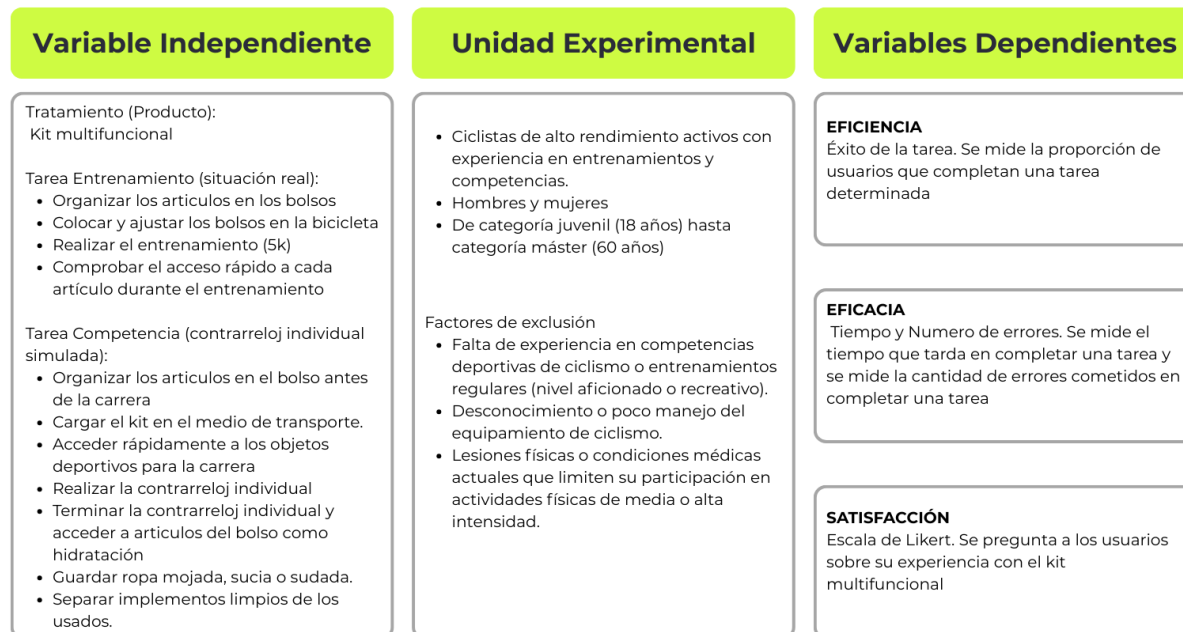 Variable Independiente
Tratamiento (Producto):
Kit multifuncional
Tarea Entrenamiento (situación real):
• Organizar los articulos en los bolsos
• Colocar y ajustar los bolsos en la bicicleta
• Realizar el entrenamiento (5k)
• Comprobar el acceso rápido a cada
artículo durante el entrenamiento
Tarea Competencia (contrarreloj individual
simulada):
• Organizar los articulos en el bolso antes
de la carrera
• Cargar el kit en el medio de transporte.
• Acceder rápidamente a los objetos
deportivos para la carrera
• Realizar la contrarreloj individual
• Terminar la contrarreloj individual y
acceder a articulos del bolso como
hidratación
• Guardar ropa mojada, sucia o sudada.
• Separar implementos limpios de los
usados.
Unidad Experimental
• Ciclistas de alto rendimiento activos con
experiencia en entrenamientos y
competencias.
• Hombres y mujeres
• De categoría juvenil (18 años) hasta
categoría máster (60 años)
Factores de exclusión
• Falta de experiencia en competencias
deportivas de ciclismo o entrenamientos
regulares (nivel aficionado o recreativo).
• Desconocimiento o poco manejo del
equipamiento de ciclismo.
• Lesiones físicas o condiciones médicas
actuales que limiten su participación en
actividades físicas de media o alta
intensidad.
Variables Dependientes
EFICIENCIA
Éxito de la tarea. Se mide la proporción de
usuarios que completan una tarea
determinada
EFICACIA
Tiempo y Numero de errores. Se mide el
tiempo que tarda en completar una tarea y
se mide la cantidad de errores cometidos en
completar una tarea
SATISFACCIÓN
Escala de Likert. Se pregunta a los usuarios
sobre su experiencia con el kit
multifuncional